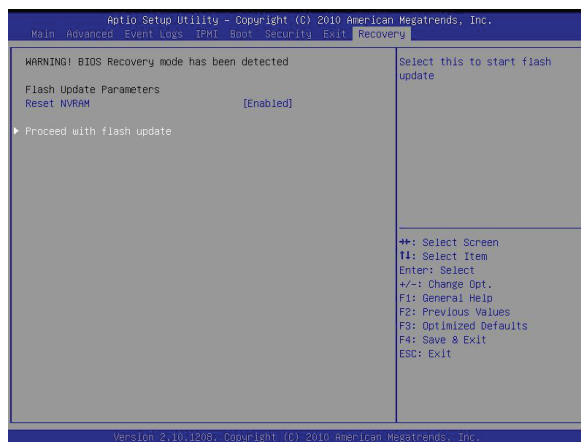 Aptio Setup Utility - Copyright (C) 2010 American Megatrends, Inc.
Main Advanced Event Logs IPMI Boot Security Exit Recovery
WARNING! BIOS Recovery mode has been detected
Flash Update Parameters
Reset NVRAM [Enabled]
Proceed with flash update
Select this to start flash
update
↔: Select Screen
↑↓: Select Item
Enter: Select
+/-: Change Opt.
F1: General Help
F2: Previous Values
F3: Optimized Defaults
F4: Save & Exit
ESC: Exit
Version 2.10.1208. Copyright (C) 2010 American Megatrends, Inc.